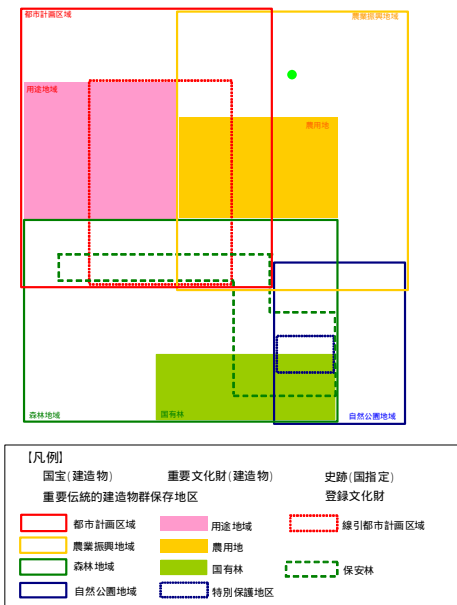 都市計画区域
農業振興地域
用途地域
農用地
森林地域
国有林
自然公園地域
【凡例】
国宝(建造物) 重要文化財(建造物) 史跡(国指定)
重要伝統的建造物群保存地区 登録文化財
都市計画区域 用途地域 線引都市計画区域
農業振興地域 農用地
森林地域 国有林 保安林
自然公園地域 特別保護地区